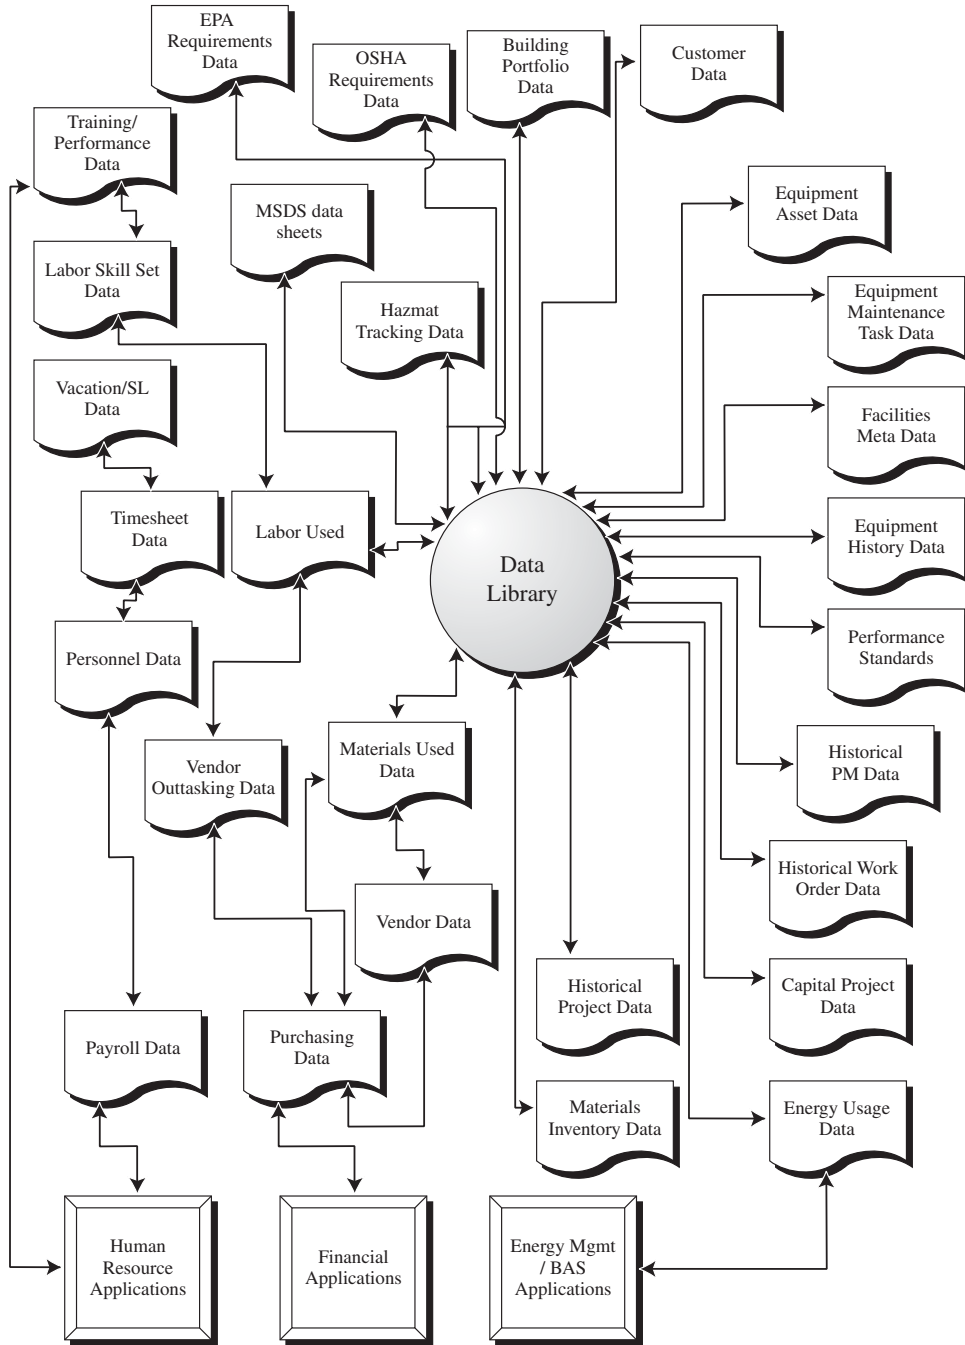 EPA
Requirements
Data
OSHA
Requirements
Data
Building
Portfolio
Data
Customer
Data
Training/
Performance
Data
MSDS data
sheets
Equipment
Asset Data
Labor Skill Set
Data
Hazmat
Tracking Data
Equipment
Maintenance
Task Data
Vacation/SL
Data
Facilities
Meta Data
Timesheet
Data
Labor Used
Data
Library
Equipment
History Data
Personnel Data
Performance
Standards
Vendor
Outtasking Data
Materials Used
Data
Historical
PM Data
Historical Work
Order Data
Vendor Data
Historical
Project Data
Capital Project
Data
Payroll Data
Purchasing
Data
Materials
Inventory Data
Energy Usage
Data
Human
Resource
Applications
Financial
Applications
Energy Mgmt
/ BAS
Applications